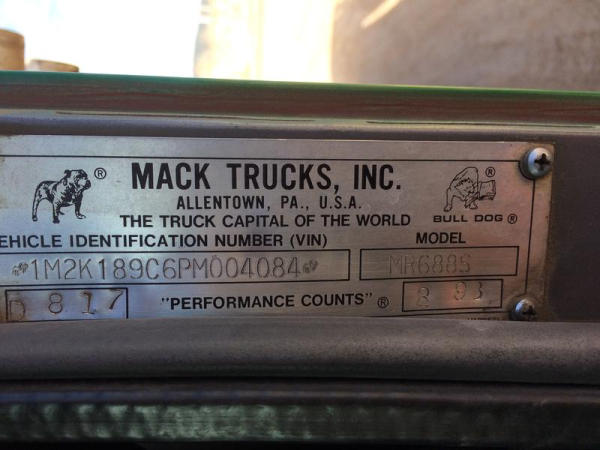 ® MACK TRUCKS, INC. ®
ALLENTOWN, PA., U.S.A.
THE TRUCK CAPITAL OF THE WORLD BULL DOG ®
EHICLE IDENTIFICATION NUMBER (VIN) MODEL
1M2K189C6PM004084 MR688S
D 817 "PERFORMANCE COUNTS" ® 8 93